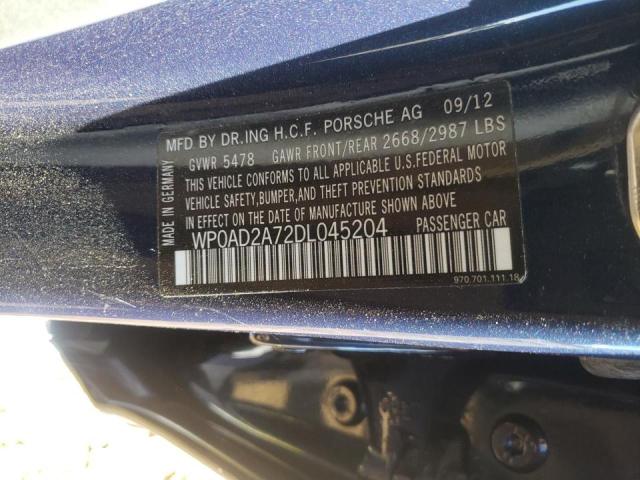 MFD BY DR.ING H.C.F. PORSCHE AG 09/12
GVWR 5478 GAWR FRONT/REAR 2668/2987 LBS
THIS VEHICLE CONFORMS TO ALL APPLICABLE U.S.FEDERAL MOTOR
VEHICLE SAFETY,BUMPER,AND THEFT PREVENTION STANDARDS
IN EFFECT ON THE DATE OF MANUFACTURE SHOWN ABOVE
WP0AD2A72DL045204 PASSENGER CAR
970.701.111.18
MADE IN GERMANY